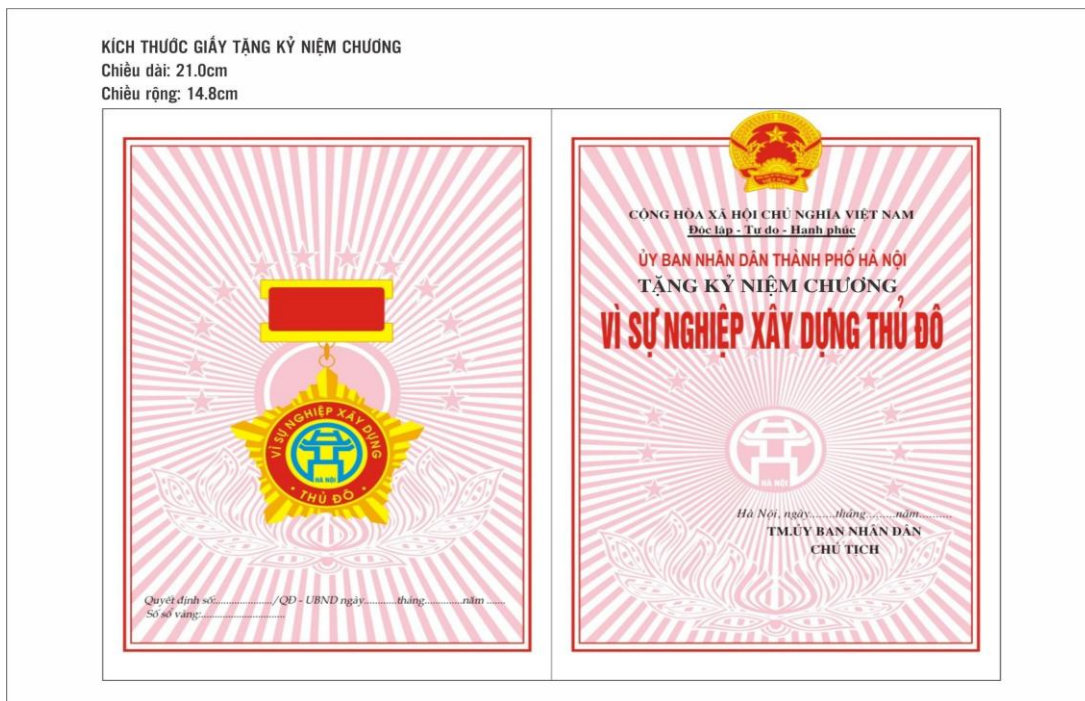 KÍCH THƯỚC GIẤY TẶNG KỶ NIỆM CHƯƠNG
Chiều dài: 21.0cm
Chiều rộng: 14.8cm
VÌ SỰ NGHIỆP XÂY DỰNG
HÀ NỘI
• THỦ ĐÔ •
Quyết định số:...................../QĐ - UBND ngày............tháng..............năm .......
Số sổ vàng:...............................
CỘNG HÒA XÃ HỘI CHỦ NGHĨA VIỆT NAM
Độc lập - Tự do - Hạnh phúc
ỦY BAN NHÂN DÂN THÀNH PHỐ HÀ NỘI
TẶNG KỶ NIỆM CHƯƠNG
VÌ SỰ NGHIỆP XÂY DỰNG THỦ ĐÔ
HÀ NỘI
Hà Nội, ngày........tháng.........năm..........
TM.ỦY BAN NHÂN DÂN
CHỦ TỊCH